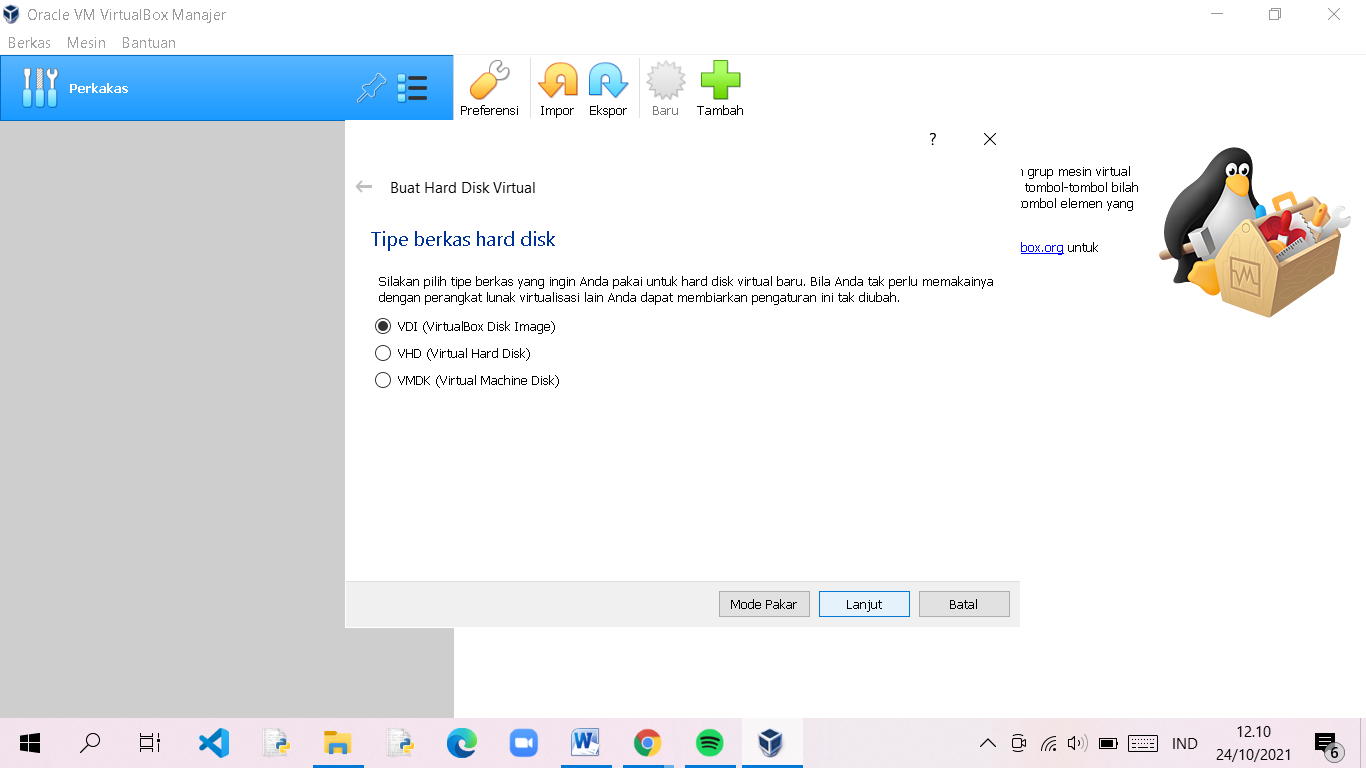 Oracle VM VirtualBox Manajer
Berkas Mesin Bantuan
Perkakas
Preferensi Impor Ekspor Baru Tambah
?
grup mesin virtual
tombol-tombol bilah
tombol elemen yang
box.org untuk
Buat Hard Disk Virtual
Tipe berkas hard disk
Silakan pilih tipe berkas yang ingin Anda pakai untuk hard disk virtual baru. Bila Anda tak perlu memakainya
dengan perangkat lunak virtualisasi lain Anda dapat membiarkan pengaturan ini tak diubah.
VDI (VirtualBox Disk Image)
VHD (Virtual Hard Disk)
VMDK (Virtual Machine Disk)
Mode Pakar Lanjut Batal
IND
12.10
24/10/2021
6